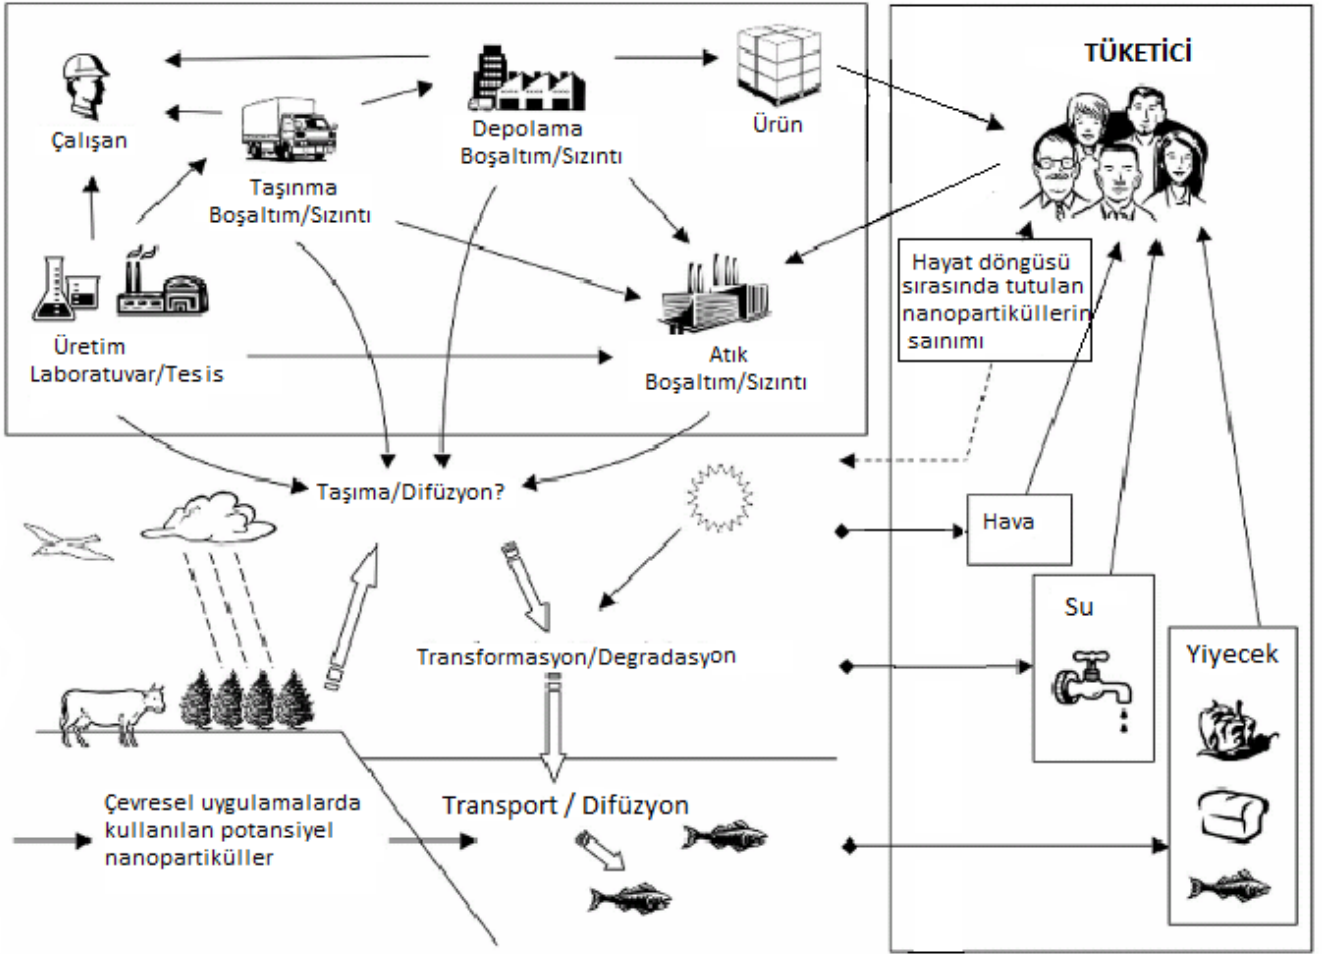 TÜKETİCİ
Çalışan
Depolama
Boşaltım/Sızıntı
Ürün
Taşınma
Boşaltım/Sızıntı
Hayat döngüsü
sırasında tutulan
nanopartiküllerin
saınımı
Üretim
Laboratuvar/Tesis
Atık
Boşaltım/Sızıntı
Taşıma/Difüzyon?
Hava
Su
Transformasyon/Degradasyon
Yiyecek
Çevresel uygulamalarda
kullanılan potansiyel
nanopartiküller
Transport / Difüzyon